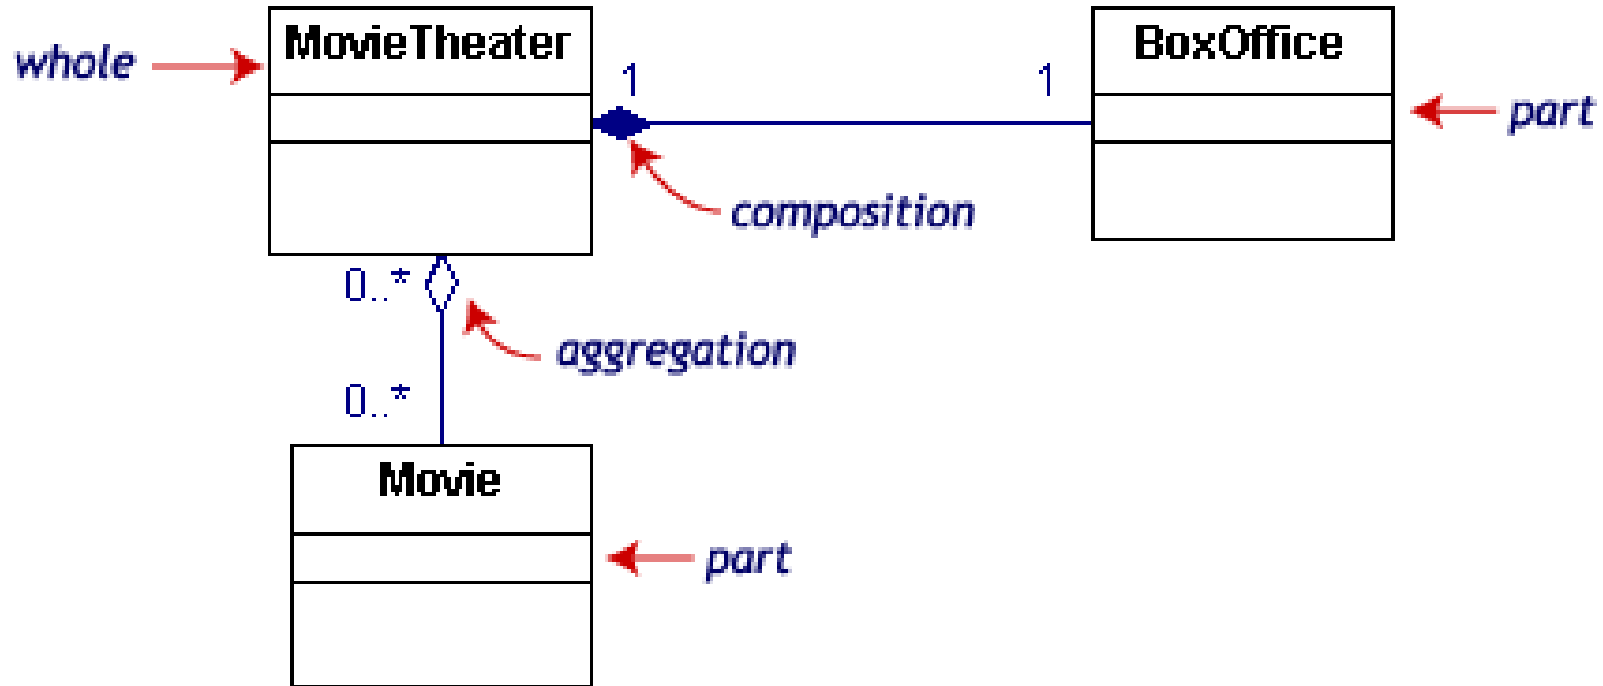 MovieTheater
BoxOffice
whole
1
1
part
composition
0..*
aggregation
0..*
Movie
part